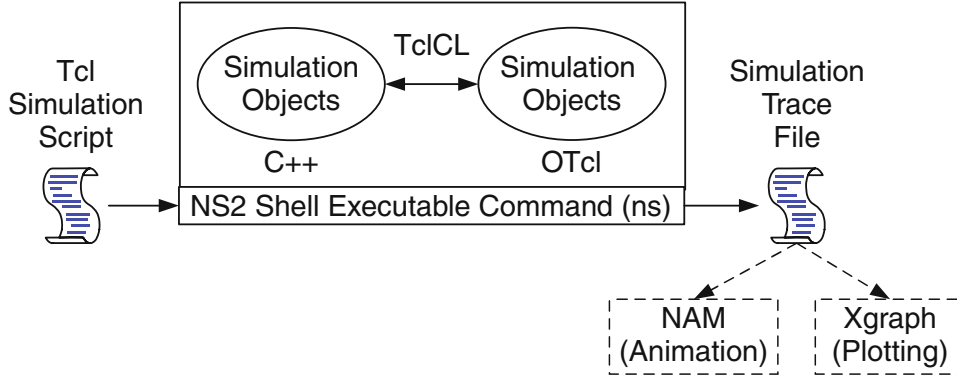 Tcl
Simulation
Script
TclCL
Simulation
Objects
Simulation
Objects
C++
OTcl
NS2 Shell Executable Command (ns)
Simulation
Trace
File
NAM
(Animation)
Xgraph
(Plotting)